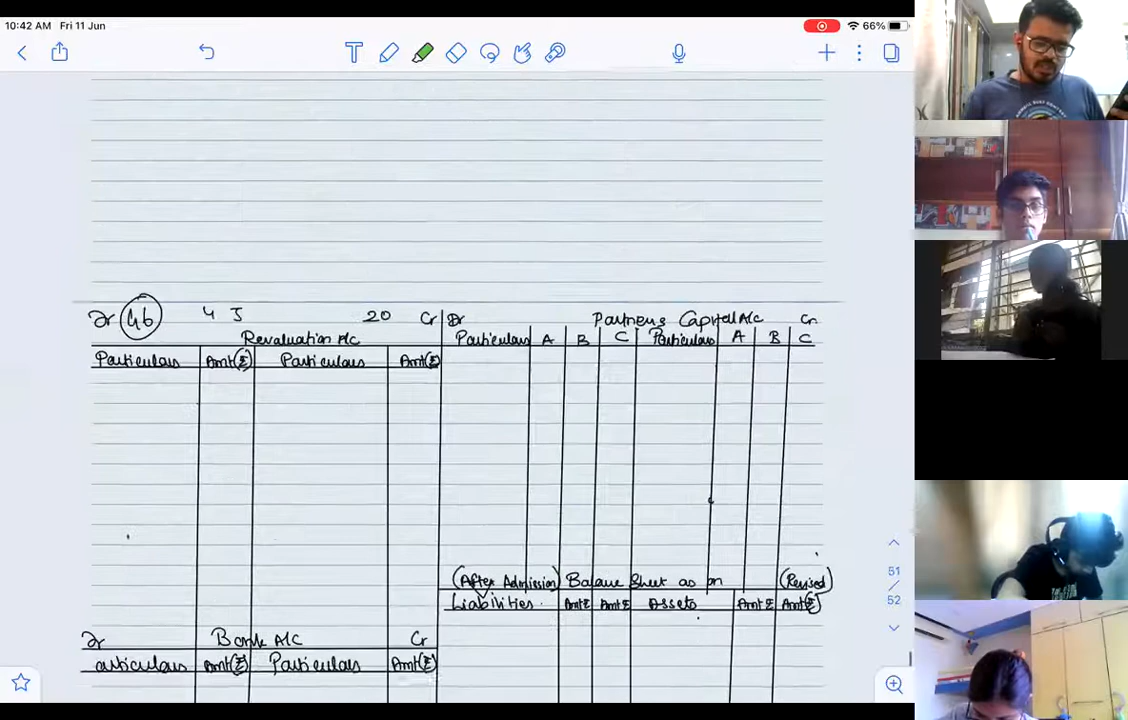 10:42 AM Fri 11 Jun
66%
T
Dr 46 4 5 20 Cr
Revaluation A/c
Particulars Amt(₹) Particulars Amt(₹)
Dr Partners Capital A/c Cr
Particulars A B C Particulars A B C
(After Admission) Balance Sheet as on (Revised)
Liabilities Amt₹ Amt₹ Assets Amt₹ Amt(₹)
Dr Bank A/c Cr
articulars Amt(₹) Particulars Amt(₹)
51
/
52